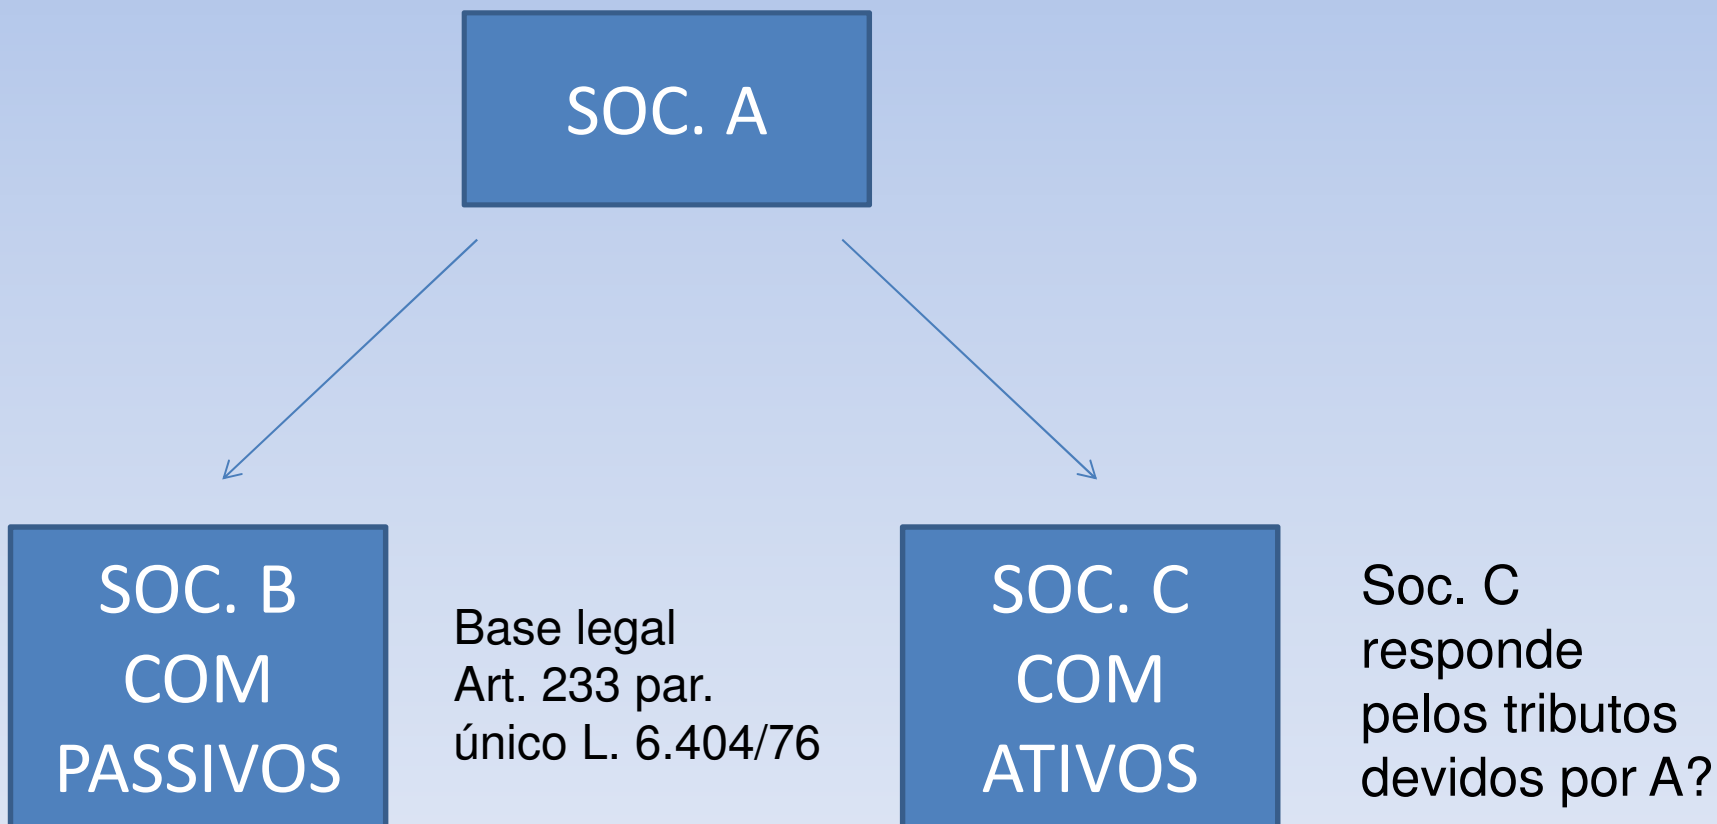 SOC. A
SOC. B
COM
PASSIVOS
Base legal
Art. 233 par.
único L. 6.404/76
SOC. C
COM
ATIVOS
Soc. C
responde
pelos tributos
devidos por A?